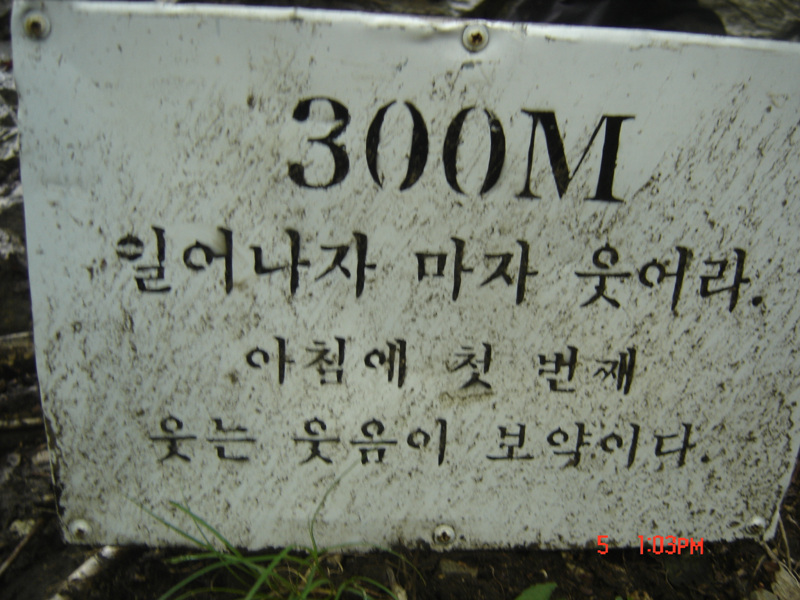 300M
일어나자 마자 웃어라.
아침에 첫 번째
웃는 웃음이 보약이다.
5 1:03PM